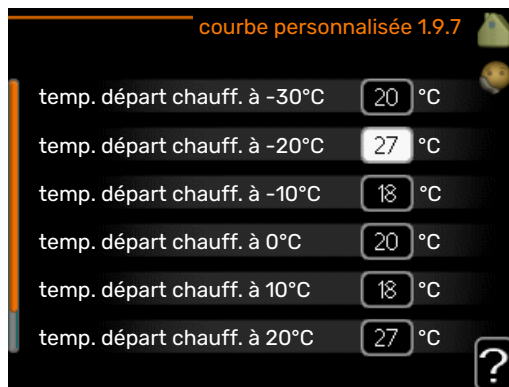 courbe personnalisée 1.9.7
temp. départ chauff. à -30°C 20 °C
temp. départ chauff. à -20°C 27 °C
temp. départ chauff. à -10°C 18 °C
temp. départ chauff. à 0°C 20 °C
temp. départ chauff. à 10°C 18 °C
temp. départ chauff. à 20°C 27 °C
?